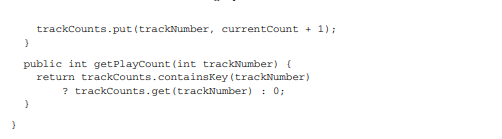 trackCounts.put(trackNumber, currentCount + 1);
}
public int getPlayCount(int trackNumber) {
return trackCounts.containsKey(trackNumber)
? trackCounts.get(trackNumber) : 0;
}
}